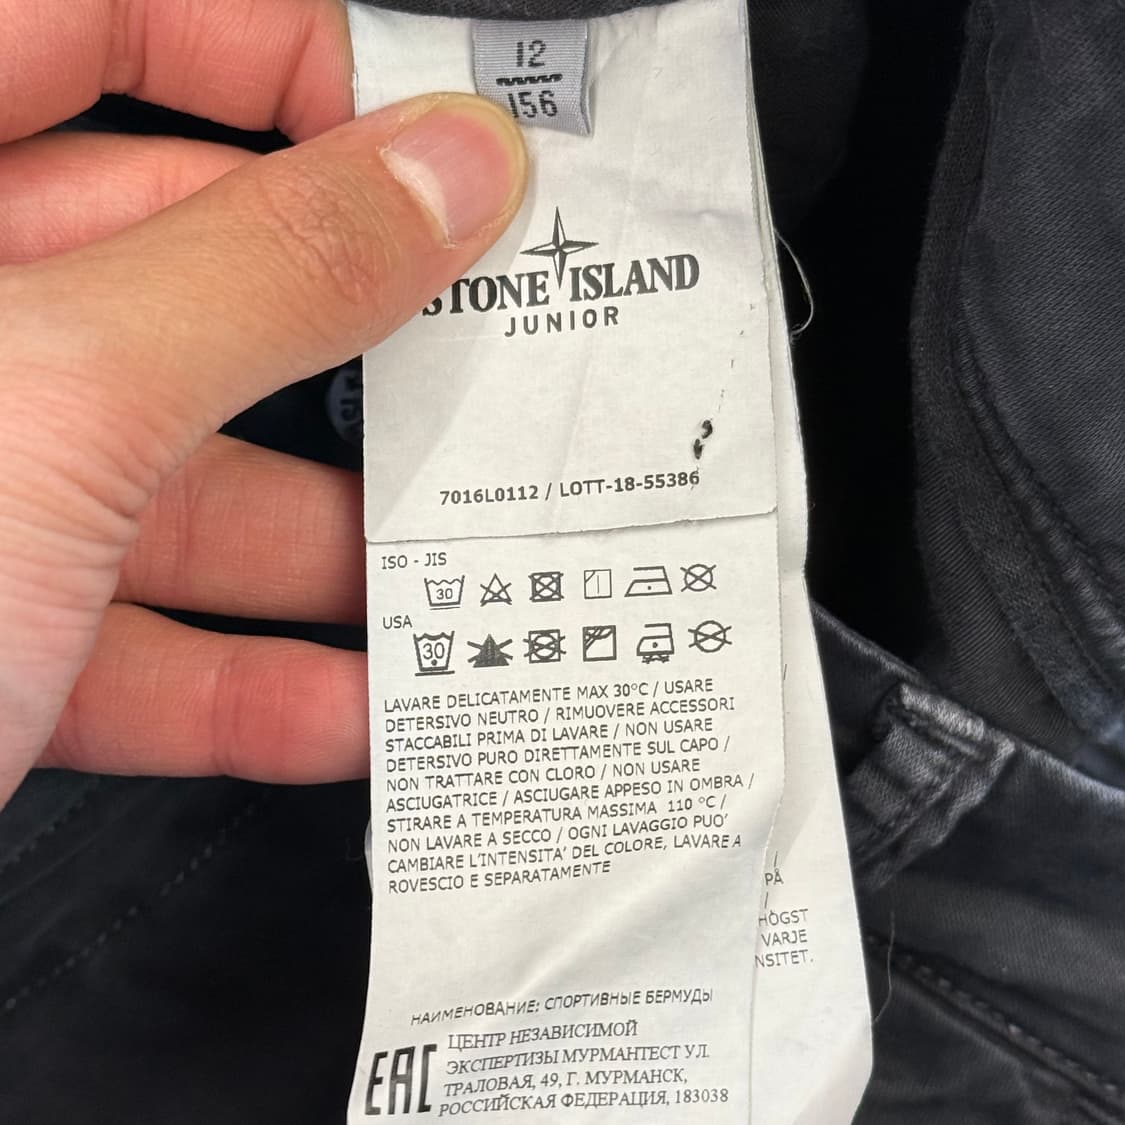 12
156
STONE ISLAND
JUNIOR
7016L0112 / LOTT-18-55386
ISO - JIS
30
USA
30
LAVARE DELICATAMENTE MAX 30°C / USARE
DETERSIVO NEUTRO / RIMUOVERE ACCESSORI
STACCABILI PRIMA DI LAVARE / NON USARE
DETERSIVO PURO DIRETTAMENTE SUL CAPO /
NON TRATTARE CON CLORO / NON USARE
ASCIUGATRICE / ASCIUGARE APPESO IN OMBRA /
STIRARE A TEMPERATURA MASSIMA 110 °C /
NON LAVARE A SECCO / OGNI LAVAGGIO PUO'
CAMBIARE L'INTENSITA' DEL COLORE, LAVARE A
ROVESCIO E SEPARATAMENTE
/
PÅ
/
HÖGST
VARJE
NSITET.
НАИМЕНОВАНИЕ: СПОРТИВНЫЕ БЕРМУДЫ
EAC
ЦЕНТР НЕЗАВИСИМОЙ
ЭКСПЕРТИЗЫ МУРМАНТЕСТ УЛ.
ТРАЛОВАЯ, 49, Г. МУРМАНСК,
РОССИЙСКАЯ ФЕДЕРАЦИЯ, 183038